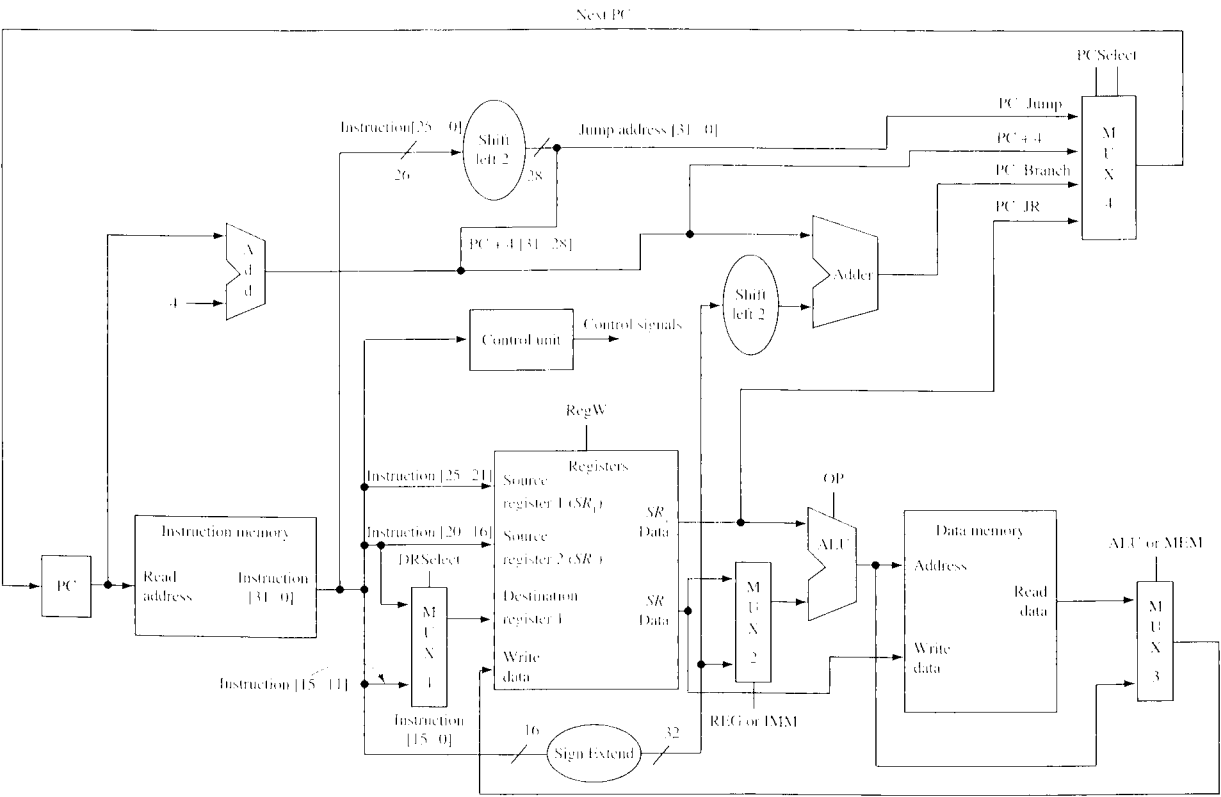 Next PC
PCSelect
PC Jump
Instruction[25 0]
Shift
left 2
Jump address [31 0]
26
28
PC + 4
M
U
X
4
PC Branch
PC JR
A
d
d
PC + 4 [31 28]
4
Adder
Shift
left 2
Control unit
Control signals
RegW
Registers
Instruction [25 21]
Source
register 1 (SR1)
SR
Data
OP
Instruction memory
Instruction [20 16]
Source
register 2 (SR )
ALU
Data memory
ALU or MEM
DRSelect
Address
PC
Read
address
Instruction
[31 0]
M
U
X
1
Destination
register 1
SR
Data
M
U
X
2
Read
data
M
U
X
3
Write
data
Write
data
Instruction [15 11]
Instruction
[15 0]
REG or IMM
16
Sign Extend
32